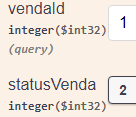 vendaId
integer($int32)
1
(query)
statusVenda
integer($int32)
2